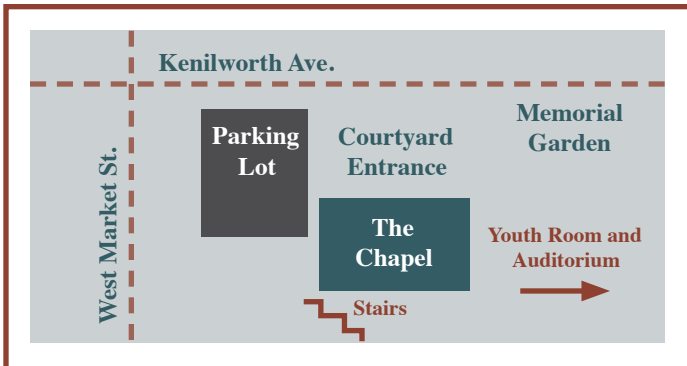 Kenilworth Ave.
West Market St.
Parking
Lot
Courtyard
Entrance
Memorial
Garden
The
Chapel
Youth Room and
Auditorium
Stairs